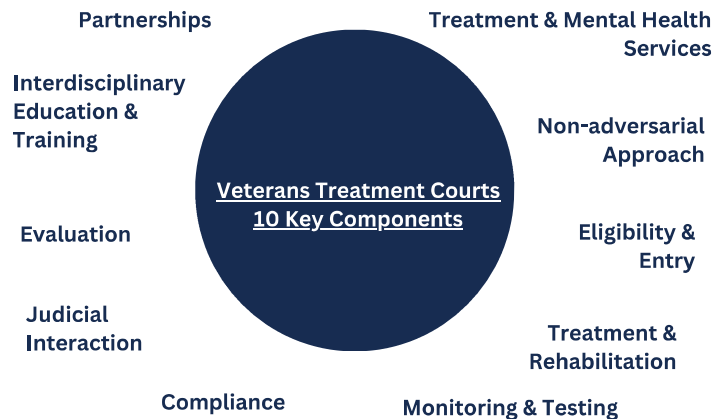 Partnerships
Treatment & Mental Health
Services
Interdisciplinary
Education &
Training
Non-adversarial
Approach
Veterans Treatment Courts
10 Key Components
Evaluation
Eligibility &
Entry
Judicial
Interaction
Treatment &
Rehabilitation
Compliance
Monitoring & Testing